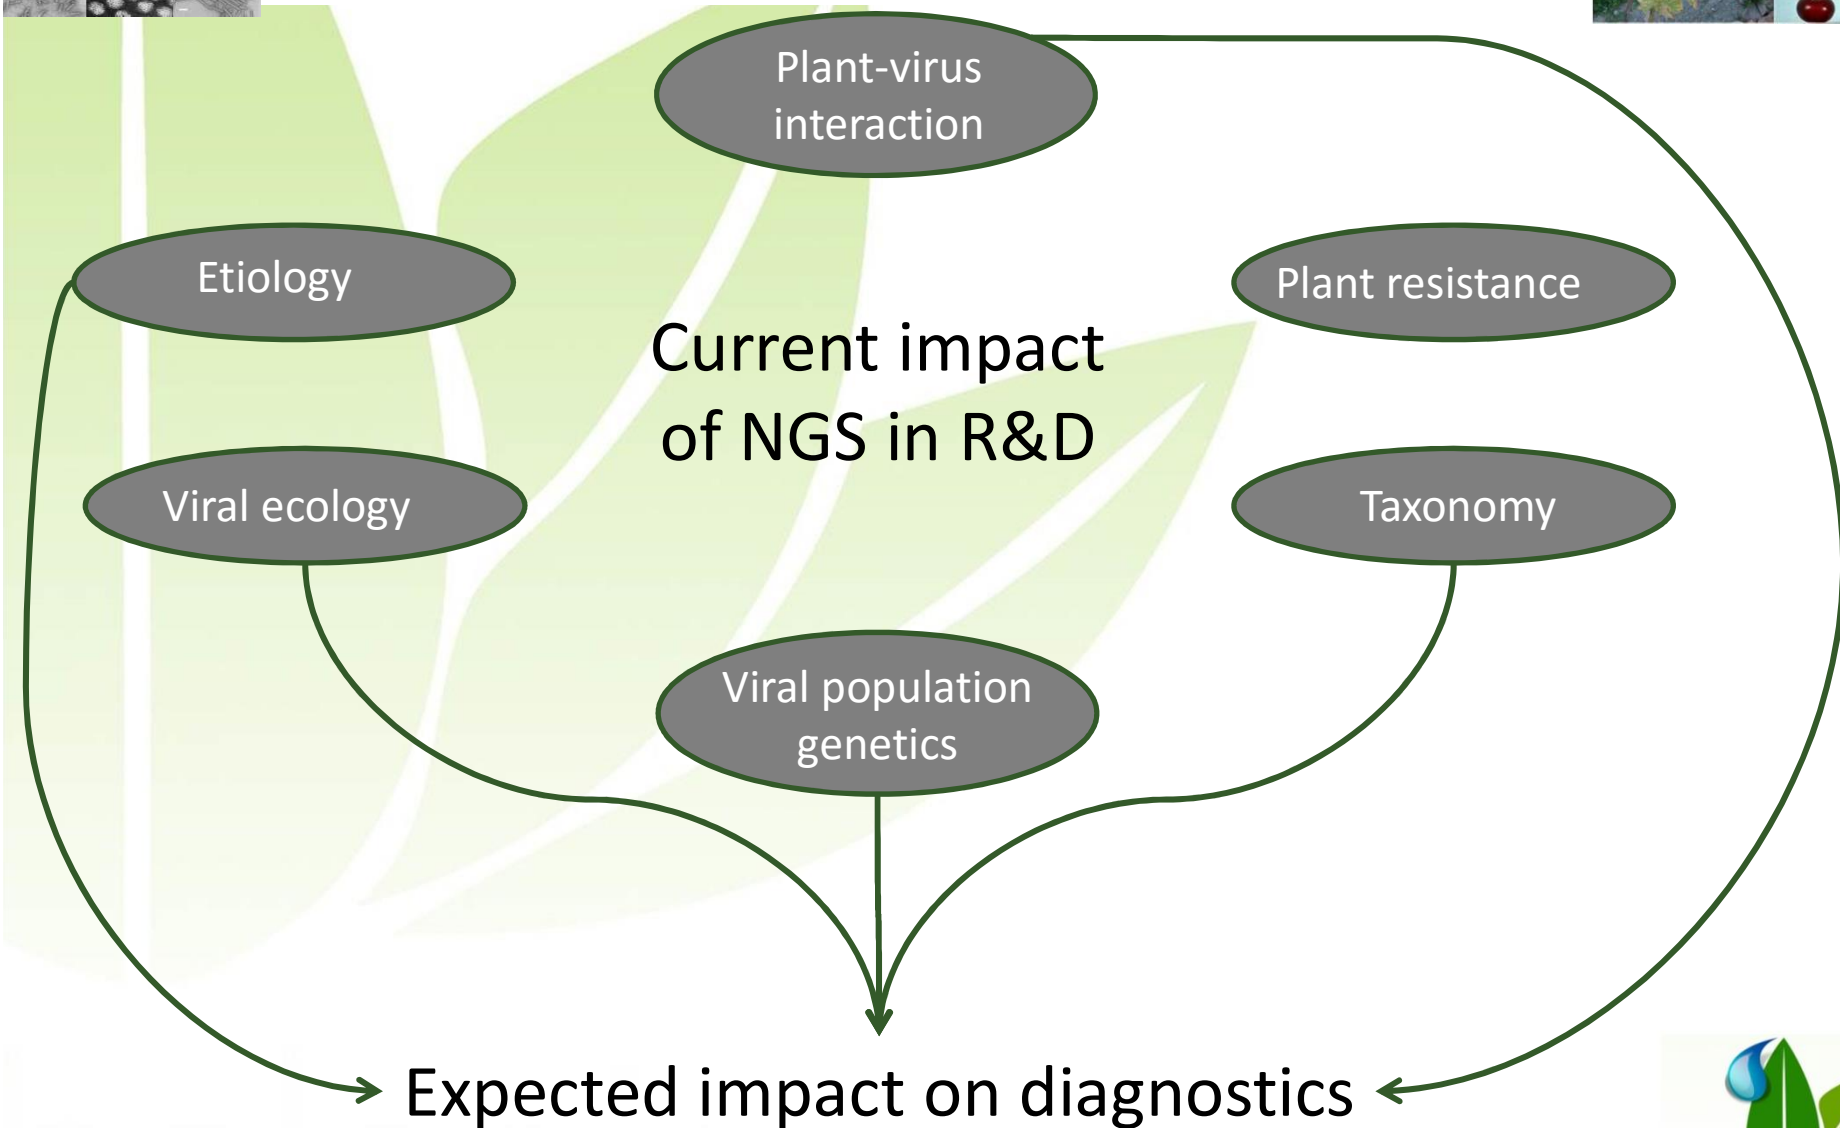 Plant-virus
interaction
Etiology
Plant resistance
Current impact
of NGS in R&D
Viral ecology
Taxonomy
Viral population
genetics
Expected impact on diagnostics